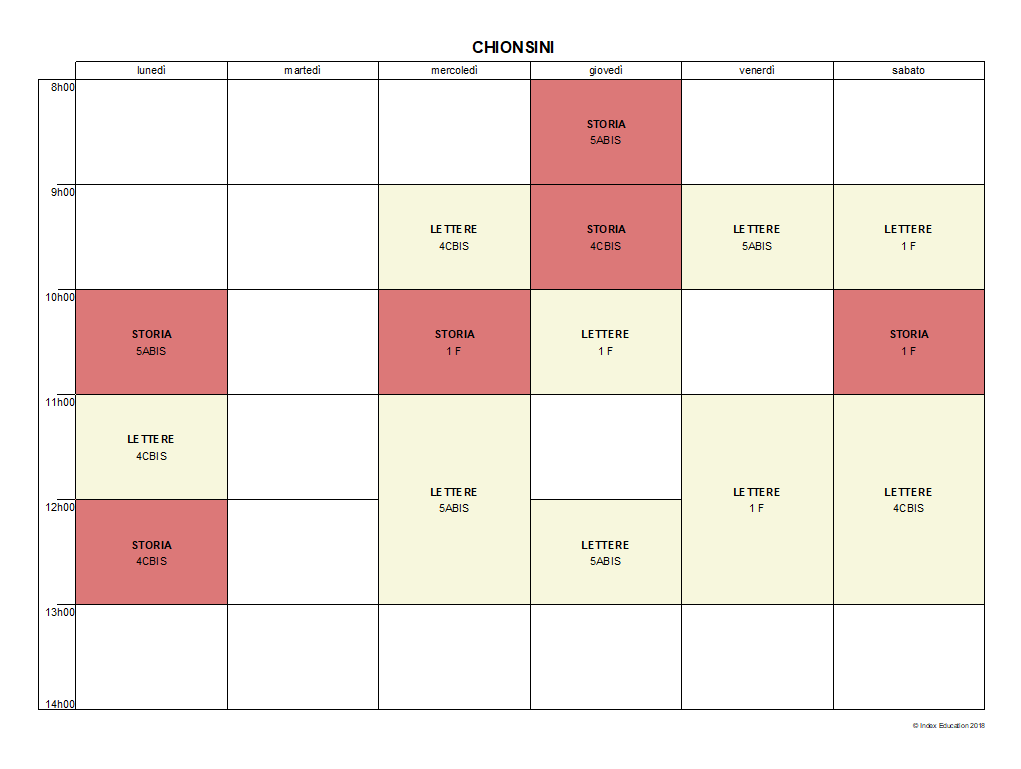 CHIONSINI
lunedì martedì mercoledì giovedì venerdì sabato
8h00
STORIA
5ABIS
9h00
LETTERE STORIA LETTERE LETTERE
4CBIS 4CBIS 5ABIS 1 F
10h00
STORIA STORIA LETTERE STORIA
5ABIS 1 F 1 F 1 F
11h00
LETTERE
4CBIS
LETTERE LETTERE LETTERE
12h00 5ABIS 1 F 4CBIS
STORIA LETTERE
4CBIS 5ABIS
13h00
14h00
© Index Education 2018